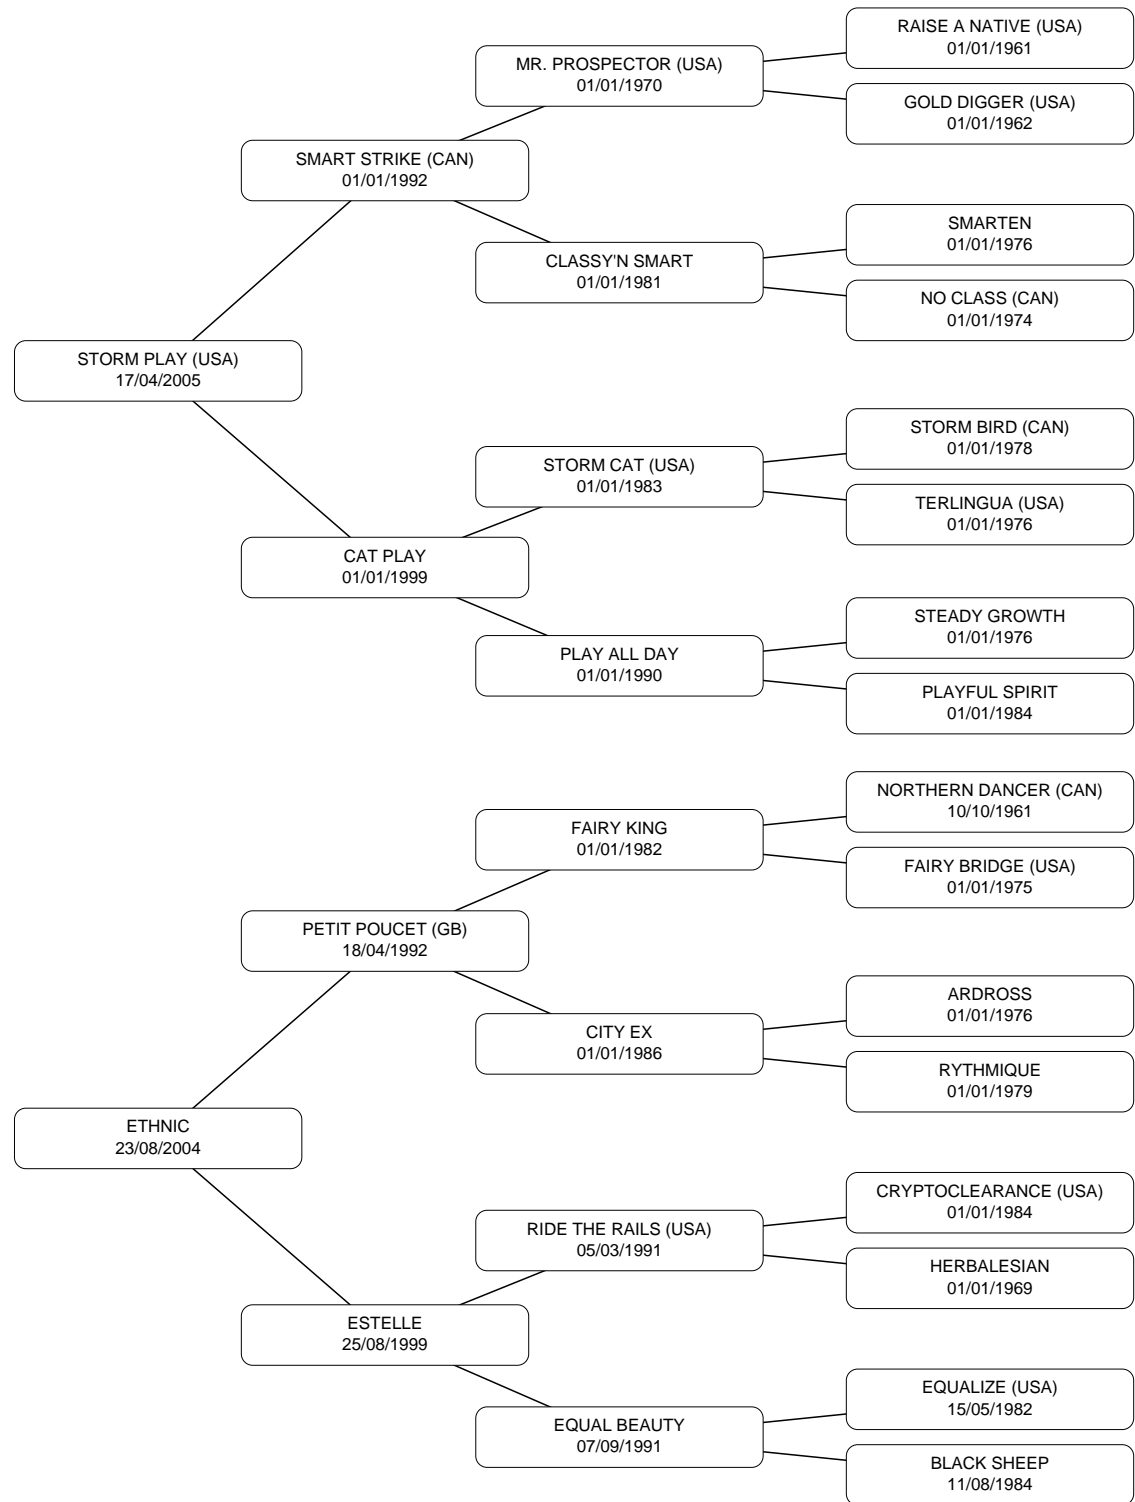 RAISE A NATIVE (USA)
01/01/1961
MR. PROSPECTOR (USA)
01/01/1970
GOLD DIGGER (USA)
01/01/1962
SMART STRIKE (CAN)
01/01/1992
SMARTEN
01/01/1976
CLASSY'N SMART
01/01/1981
NO CLASS (CAN)
01/01/1974
STORM PLAY (USA)
17/04/2005
STORM BIRD (CAN)
01/01/1978
STORM CAT (USA)
01/01/1983
TERLINGUA (USA)
01/01/1976
CAT PLAY
01/01/1999
STEADY GROWTH
01/01/1976
PLAY ALL DAY
01/01/1990
PLAYFUL SPIRIT
01/01/1984
NORTHERN DANCER (CAN)
10/10/1961
FAIRY KING
01/01/1982
FAIRY BRIDGE (USA)
01/01/1975
PETIT POUCET (GB)
18/04/1992
ARDROSS
01/01/1976
CITY EX
01/01/1986
RYTHMIQUE
01/01/1979
ETHNIC
23/08/2004
CRYPTOCLEARANCE (USA)
01/01/1984
RIDE THE RAILS (USA)
05/03/1991
HERBALESIAN
01/01/1969
ESTELLE
25/08/1999
EQUALIZE (USA)
15/05/1982
EQUAL BEAUTY
07/09/1991
BLACK SHEEP
11/08/1984